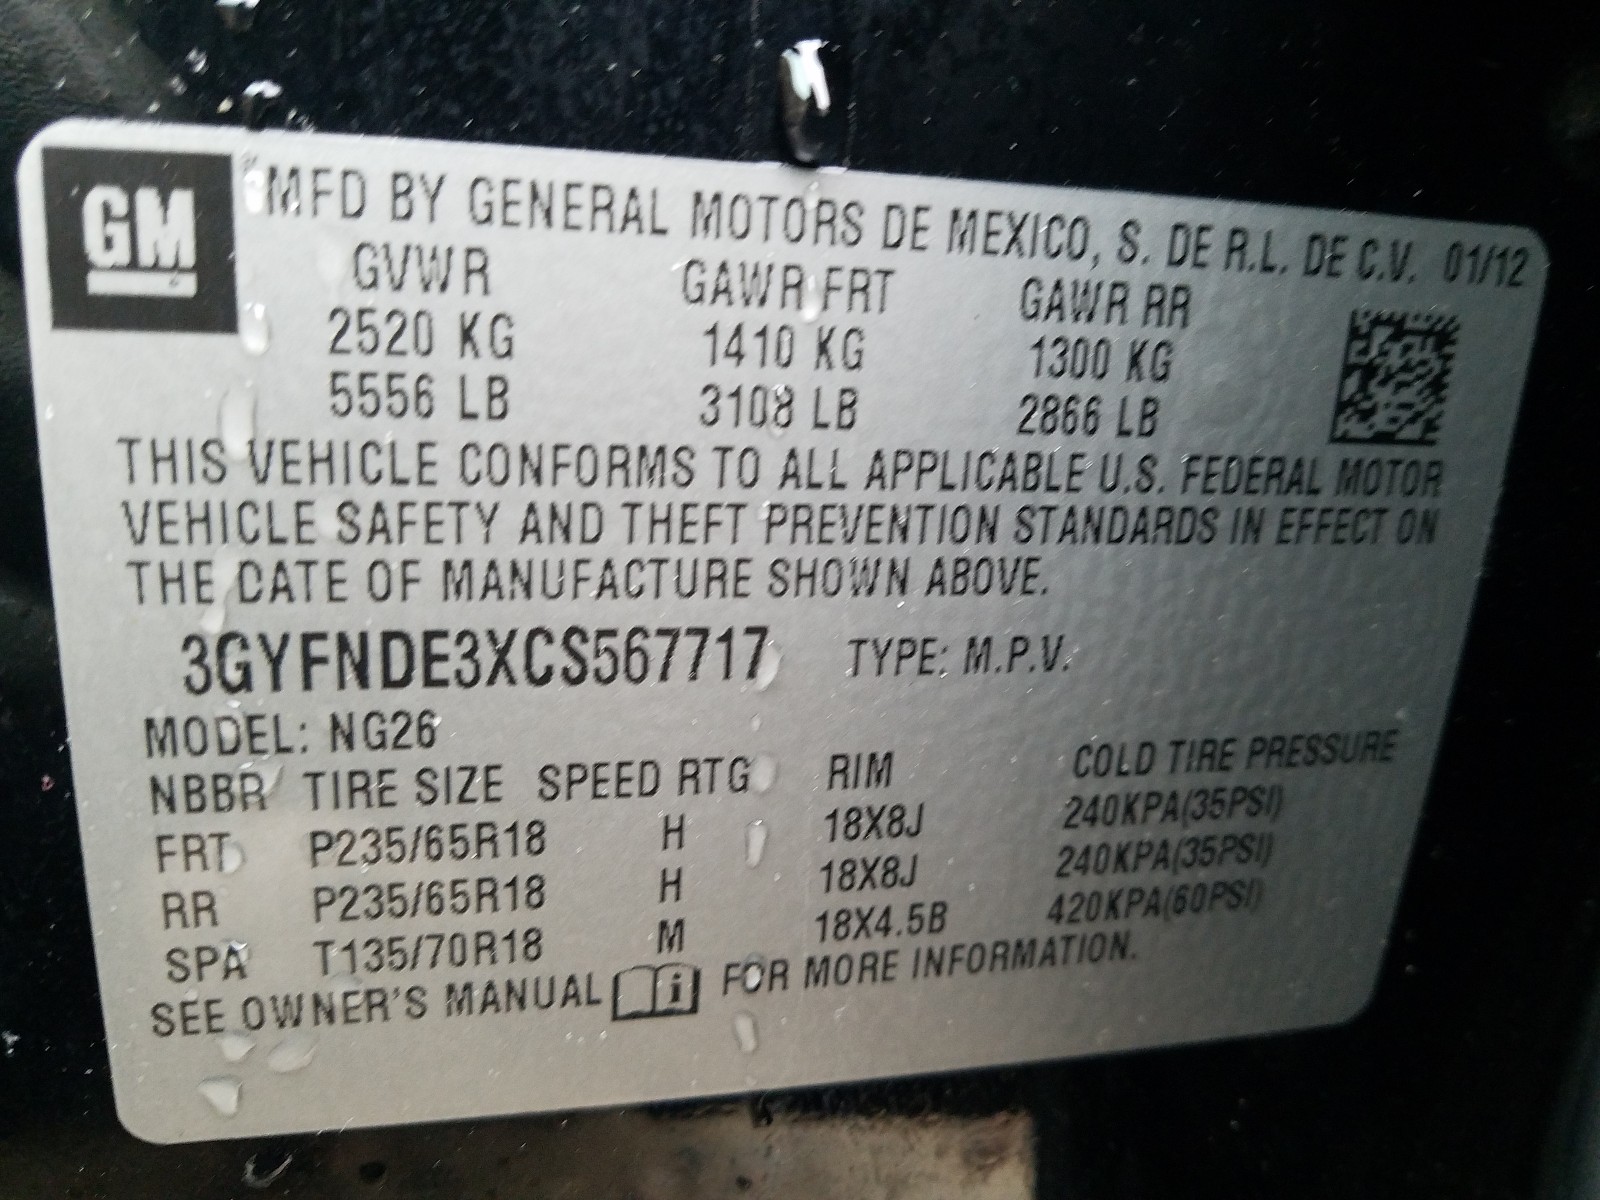 GM
MFD BY GENERAL MOTORS DE MEXICO, S. DE R.L. DE C.V. 01/12
GVWR GAWR FRT GAWR RR
2520 KG 1410 KG 1300 KG
5556 LB 3108 LB 2866 LB
THIS VEHICLE CONFORMS TO ALL APPLICABLE U.S. FEDERAL MOTOR
VEHICLE SAFETY AND THEFT PREVENTION STANDARDS IN EFFECT ON
THE DATE OF MANUFACTURE SHOWN ABOVE.
3GYFNDE3XCS567717 TYPE: M.P.V.
MODEL: NG26
NBBR TIRE SIZE SPEED RTG RIM COLD TIRE PRESSURE
FRT P235/65R18 H 18X8J 240KPA(35PSI)
RR P235/65R18 H 18X8J 240KPA(35PSI)
SPA T135/70R18 M 18X4.5B 420KPA(60PSI)
SEE OWNER'S MANUAL i FOR MORE INFORMATION.